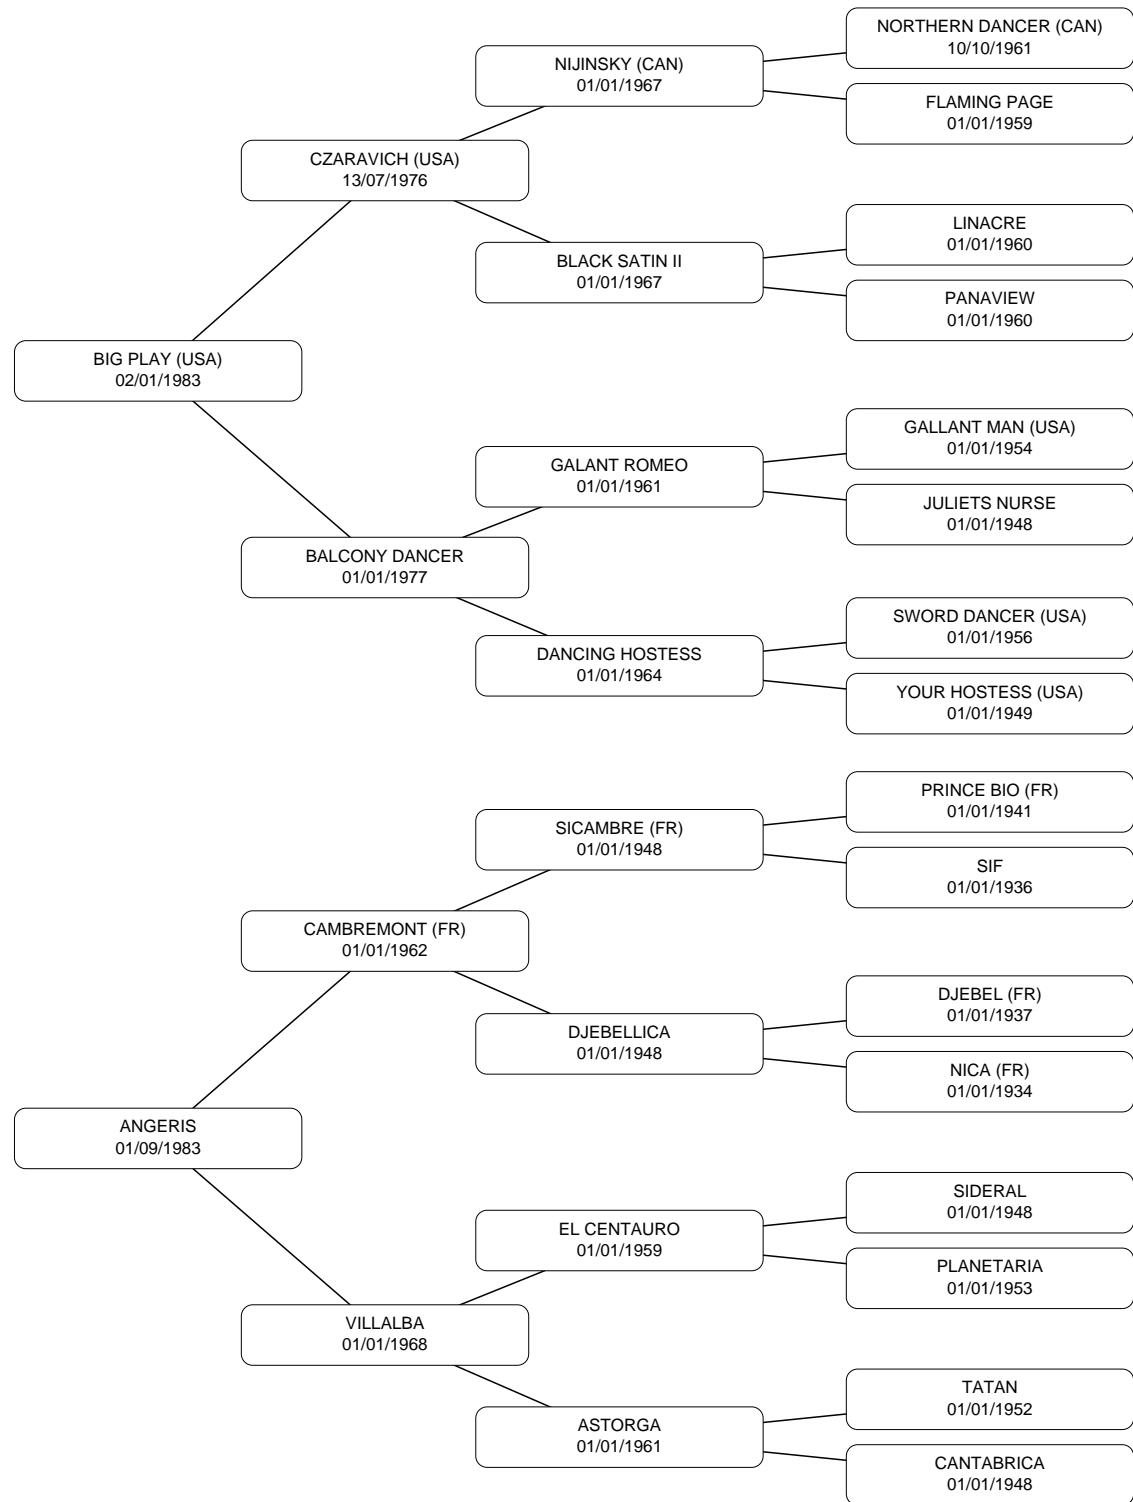 NORTHERN DANCER (CAN)
10/10/1961
NIJINSKY (CAN)
01/01/1967
FLAMING PAGE
01/01/1959
CZARAVICH (USA)
13/07/1976
LINACRE
01/01/1960
BLACK SATIN II
01/01/1967
PANAVIEW
01/01/1960
BIG PLAY (USA)
02/01/1983
GALLANT MAN (USA)
01/01/1954
GALANT ROMEO
01/01/1961
JULIETS NURSE
01/01/1948
BALCONY DANCER
01/01/1977
SWORD DANCER (USA)
01/01/1956
DANCING HOSTESS
01/01/1964
YOUR HOSTESS (USA)
01/01/1949
PRINCE BIO (FR)
01/01/1941
SICAMBRE (FR)
01/01/1948
SIF
01/01/1936
CAMBREMONT (FR)
01/01/1962
DJEBEL (FR)
01/01/1937
DJEBELLICA
01/01/1948
NICA (FR)
01/01/1934
ANGERIS
01/09/1983
SIDERAL
01/01/1948
EL CENTAURO
01/01/1959
PLANETARIA
01/01/1953
VILLALBA
01/01/1968
TATAN
01/01/1952
ASTORGA
01/01/1961
CANTABRICA
01/01/1948